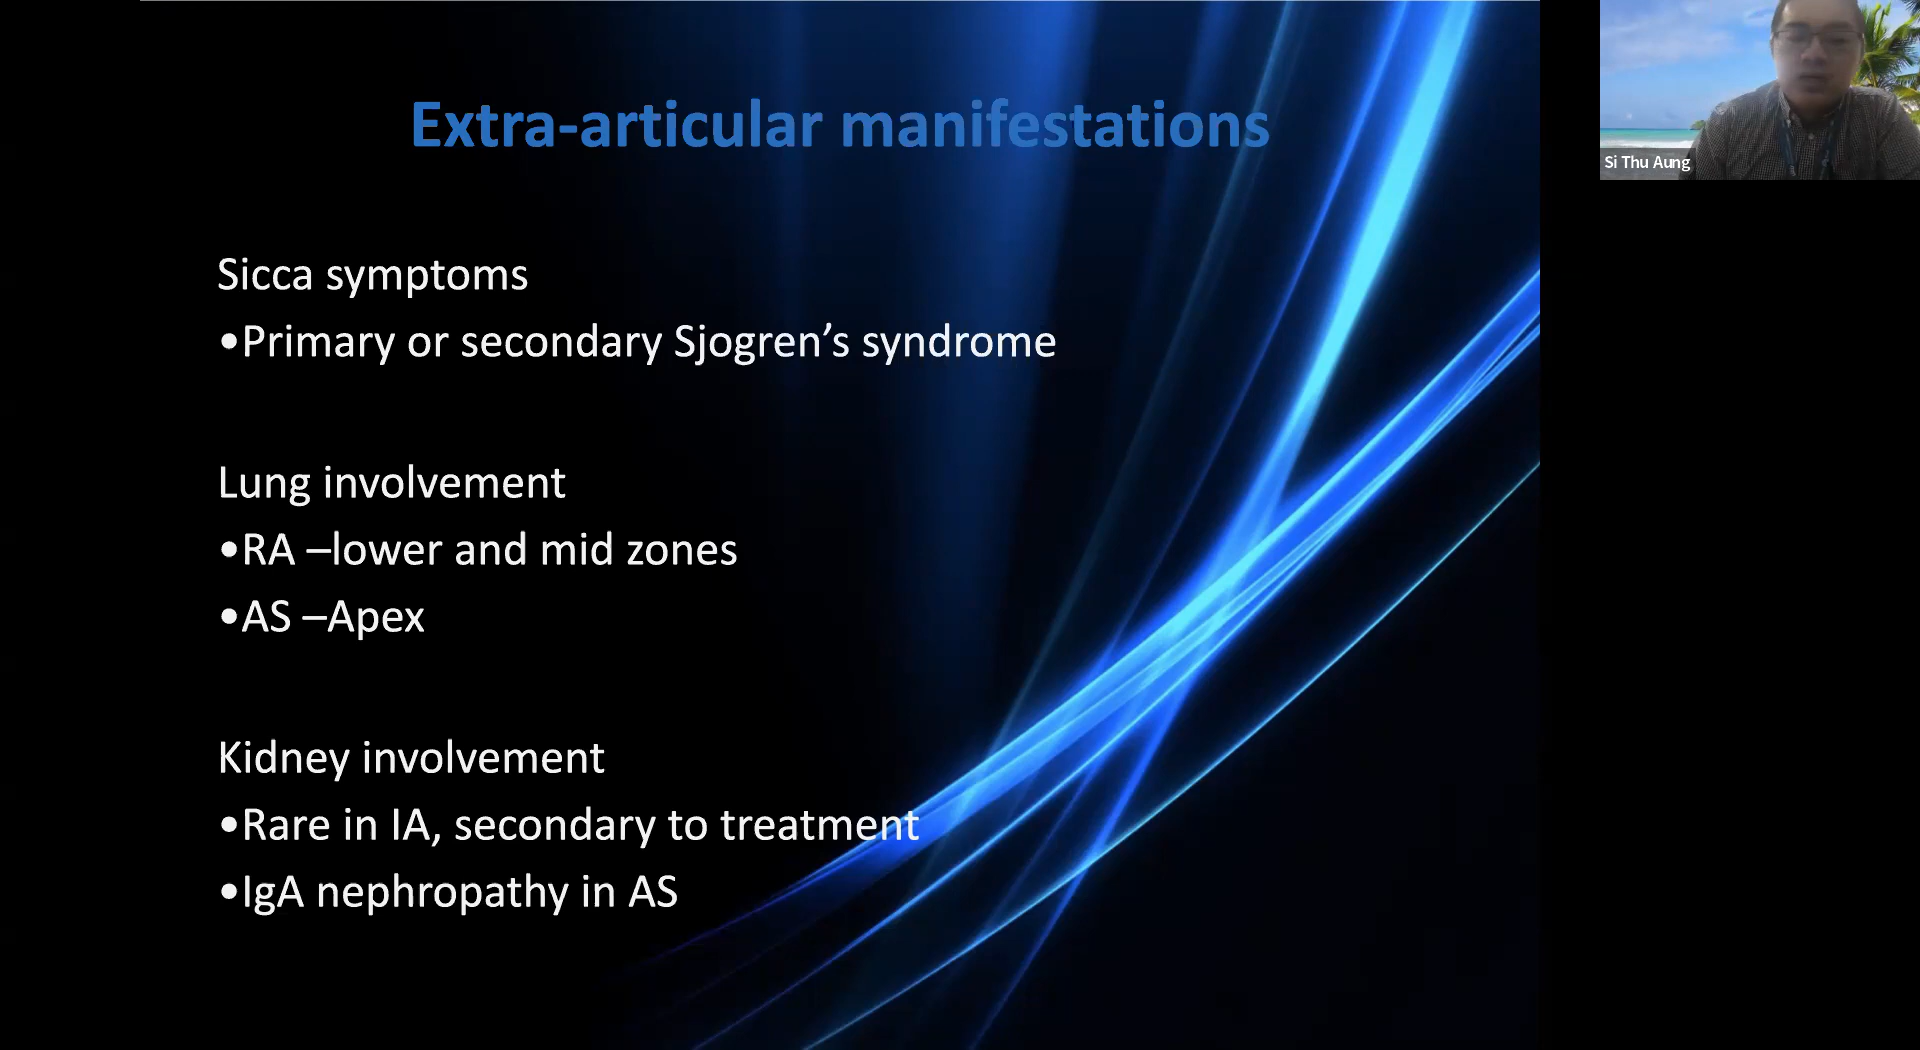 Extra-articular manifestations
Sicca symptoms
•Primary or secondary Sjogren’s syndrome
Lung involvement
•RA –lower and mid zones
•AS –Apex
Kidney involvement
•Rare in IA, secondary to treatment
•IgA nephropathy in AS
Si Thu Aung